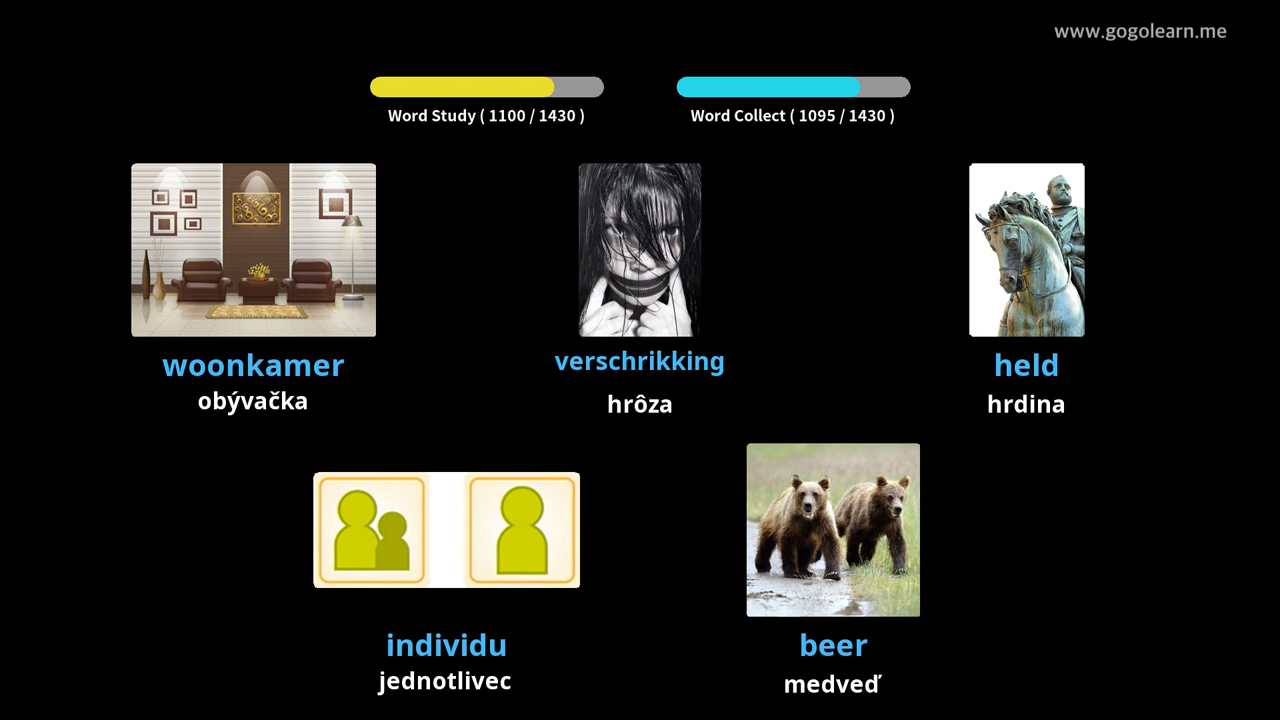 www.gogolearn.me
Word Study ( 1100 / 1430 )
Word Collect ( 1095 / 1430 )
woonkamer
obývačka
verschrikking
hrôza
held
hrdina
individu
jednotlivec
beer
medveď